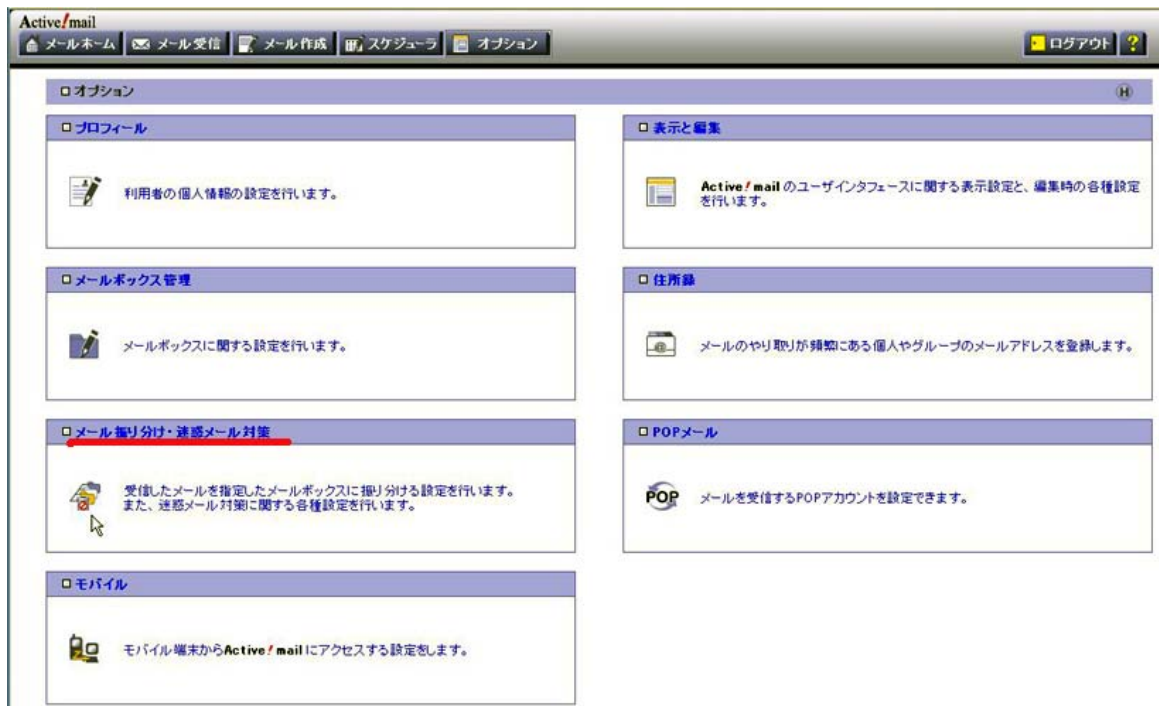 Active!mail
メールホーム メール受信 メール作成 スケジューラ オプション ログアウト ?
オプション H
プロフィール
利用者の個人情報の設定を行います。
表示と編集
Active!mailのユーザインタフェースに関する表示設定と、編集時の各種設定
を行います。
メールボックス管理
メールボックスに関する設定を行います。
住所録
メールのやり取りが頻繁にある個人やグループのメールアドレスを登録します。
メール振り分け・迷惑メール対策
受信したメールを指定したメールボックスに振り分ける設定を行います。
また、迷惑メール対策に関する各種設定を行います。
POPメール
POP
メールを受信するPOPアカウントを設定できます。
モバイル
モバイル端末からActive!mailにアクセスする設定をします。